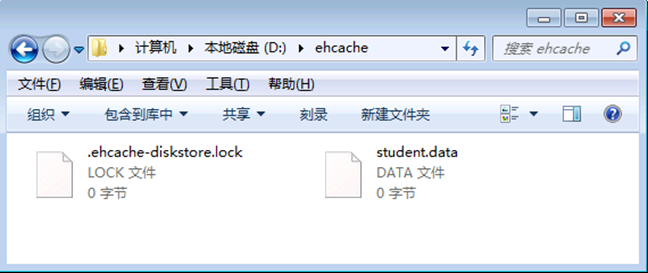 计算机 本地磁盘 (D:) ehcache 搜索 ehcache
文件(F) 编辑(E) 查看(V) 工具(T) 帮助(H)
组织 包含到库中 共享 刻录 新建文件夹
.ehcache-diskstore.lock
LOCK 文件
0 字节
student.data
DATA 文件
0 字节